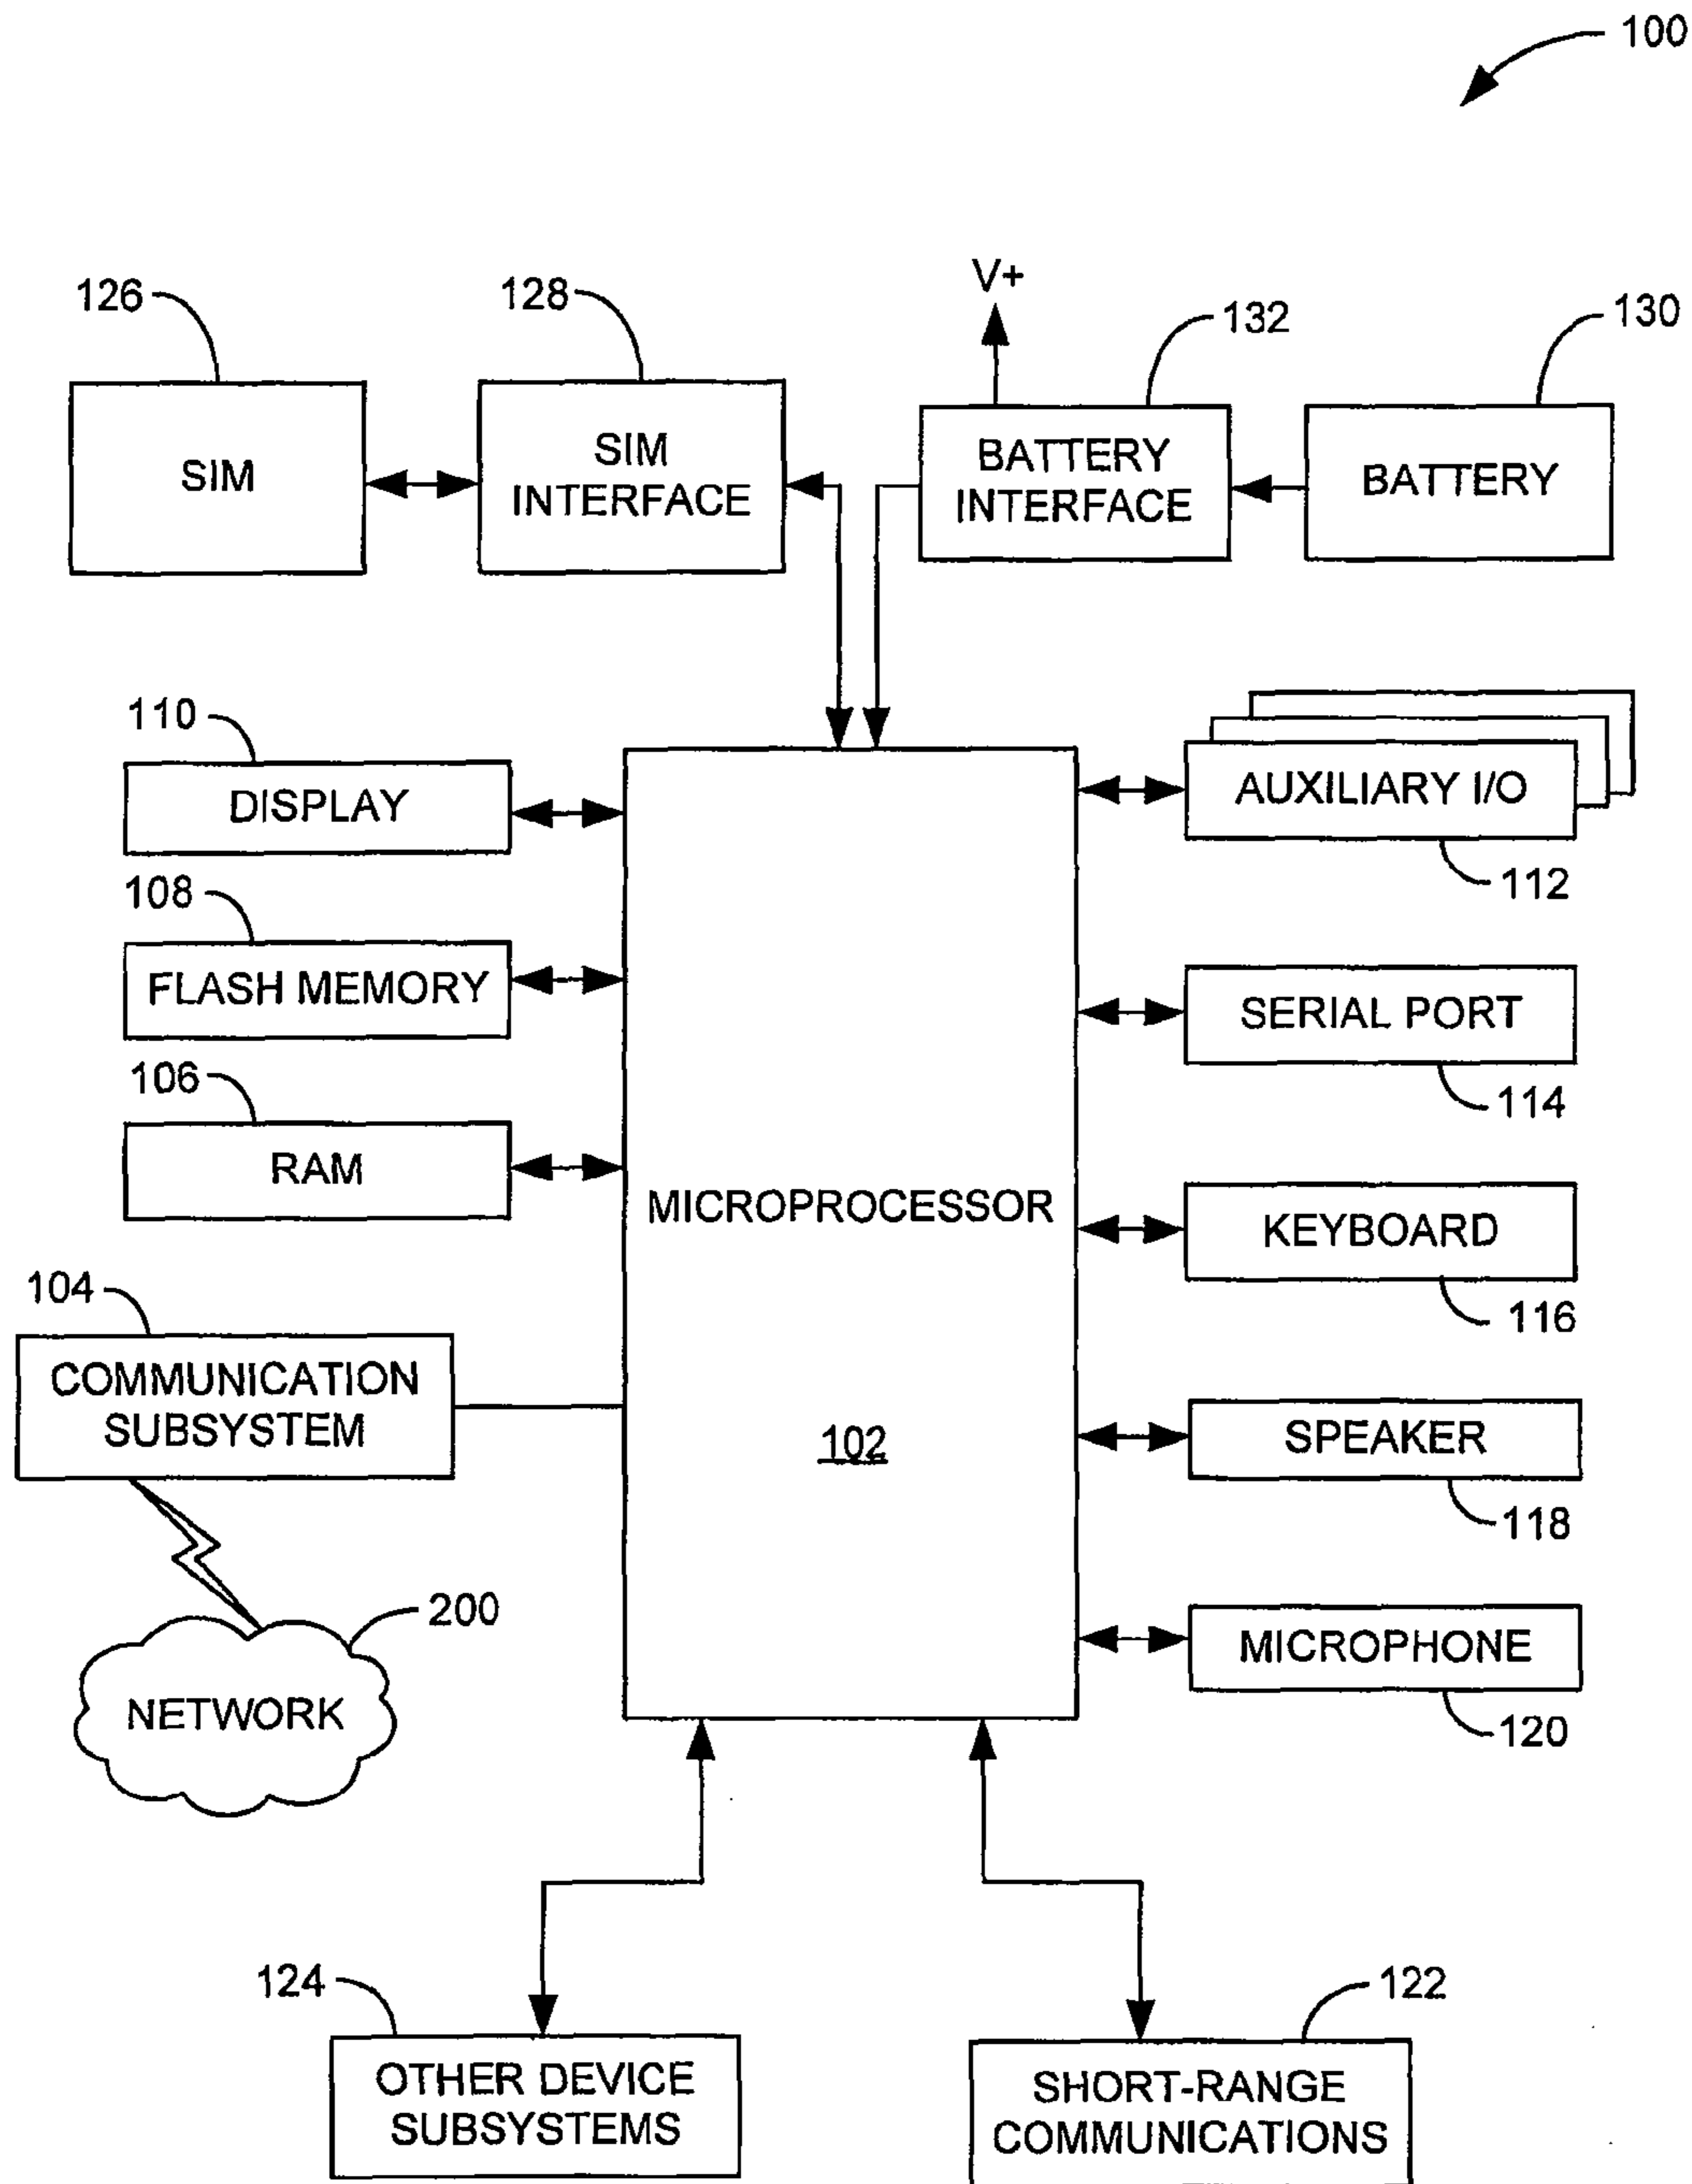 100
V+
126
128
132
130
SIM
SIM
INTERFACE
BATTERY
INTERFACE
BATTERY
110
DISPLAY
AUXILIARY I/O
112
108
FLASH MEMORY
SERIAL PORT
114
106
RAM
MICROPROCESSOR
102
KEYBOARD
116
104
COMMUNICATION
SUBSYSTEM
SPEAKER
118
200
NETWORK
MICROPHONE
120
124
OTHER DEVICE
SUBSYSTEMS
122
SHORT-RANGE
COMMUNICATIONS